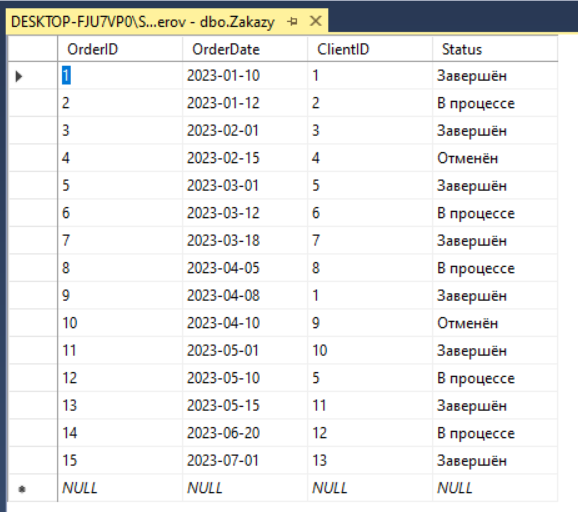 DESKTOP-FJU7VP0\S...erov - dbo.Zakazy
OrderID OrderDate ClientID Status
1 2023-01-10 1 Завершён
2 2023-01-12 2 В процессе
3 2023-02-01 3 Завершён
4 2023-02-15 4 Отменён
5 2023-03-01 5 Завершён
6 2023-03-12 6 В процессе
7 2023-03-18 7 Завершён
8 2023-04-05 8 В процессе
9 2023-04-08 1 Завершён
10 2023-04-10 9 Отменён
11 2023-05-01 10 Завершён
12 2023-05-10 5 В процессе
13 2023-05-15 11 Завершён
14 2023-06-20 12 В процессе
15 2023-07-01 13 Завершён
NULL NULL NULL NULL